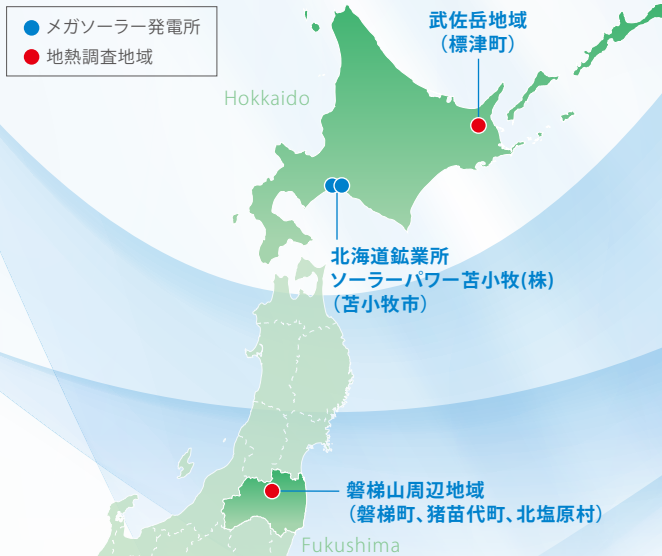 メガソーラー発電所
地熱調査地域
武佐岳地域
（標津町）
Hokkaido
北海道鉱業所
ソーラーパワー苫小牧(株)
（苫小牧市）
磐梯山周辺地域
（磐梯町、猪苗代町、北塩原村）
Fukushima